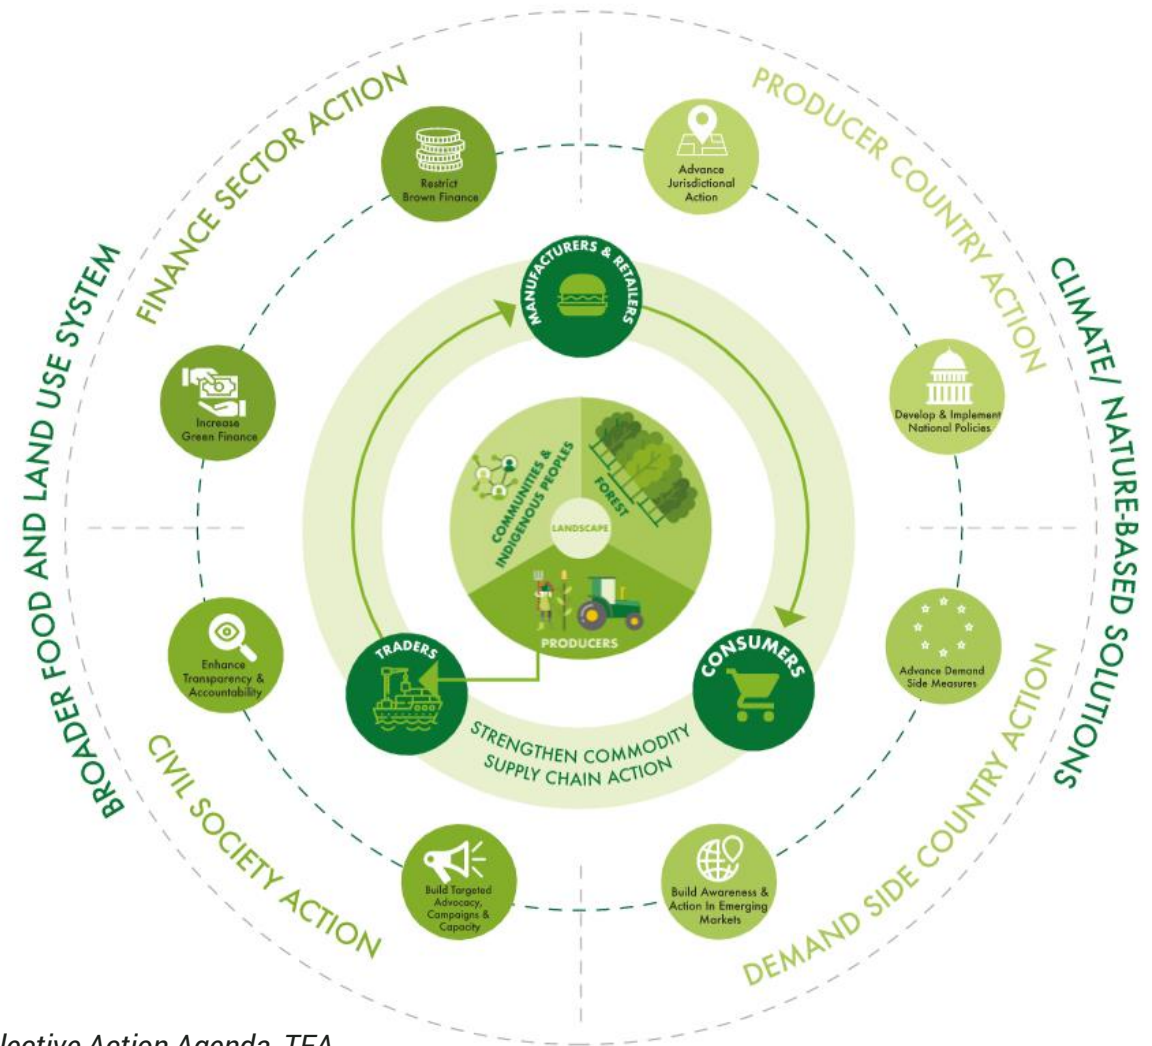 FINANCE SECTOR ACTION
PRODUCER COUNTRY ACTION
BROADER FOOD AND LAND USE SYSTEM
CLIMATE/ NATURE-BASED SOLUTIONS
Restrict
Brown Finance
Advance
Jurisdictional
Action
Increase
Green Finance
Develop & Implement
National Policies
MANUFACTURERS & RETAILERS
COMMUNITIES &
INDIGENOUS PEOPLES
FOREST
LANDSCAPE
PRODUCERS
TRADERS
CONSUMERS
STRENGTHEN COMMODITY
SUPPLY CHAIN ACTION
Enhance
Transparency &
Accountability
Advance Demand
Side Measures
Build Targeted
Advocacy,
Campaigns &
Capacity
Build Awareness &
Action In Emerging
Markets
CIVIL SOCIETY ACTION
DEMAND SIDE COUNTRY ACTION
Action Agenda, TFA